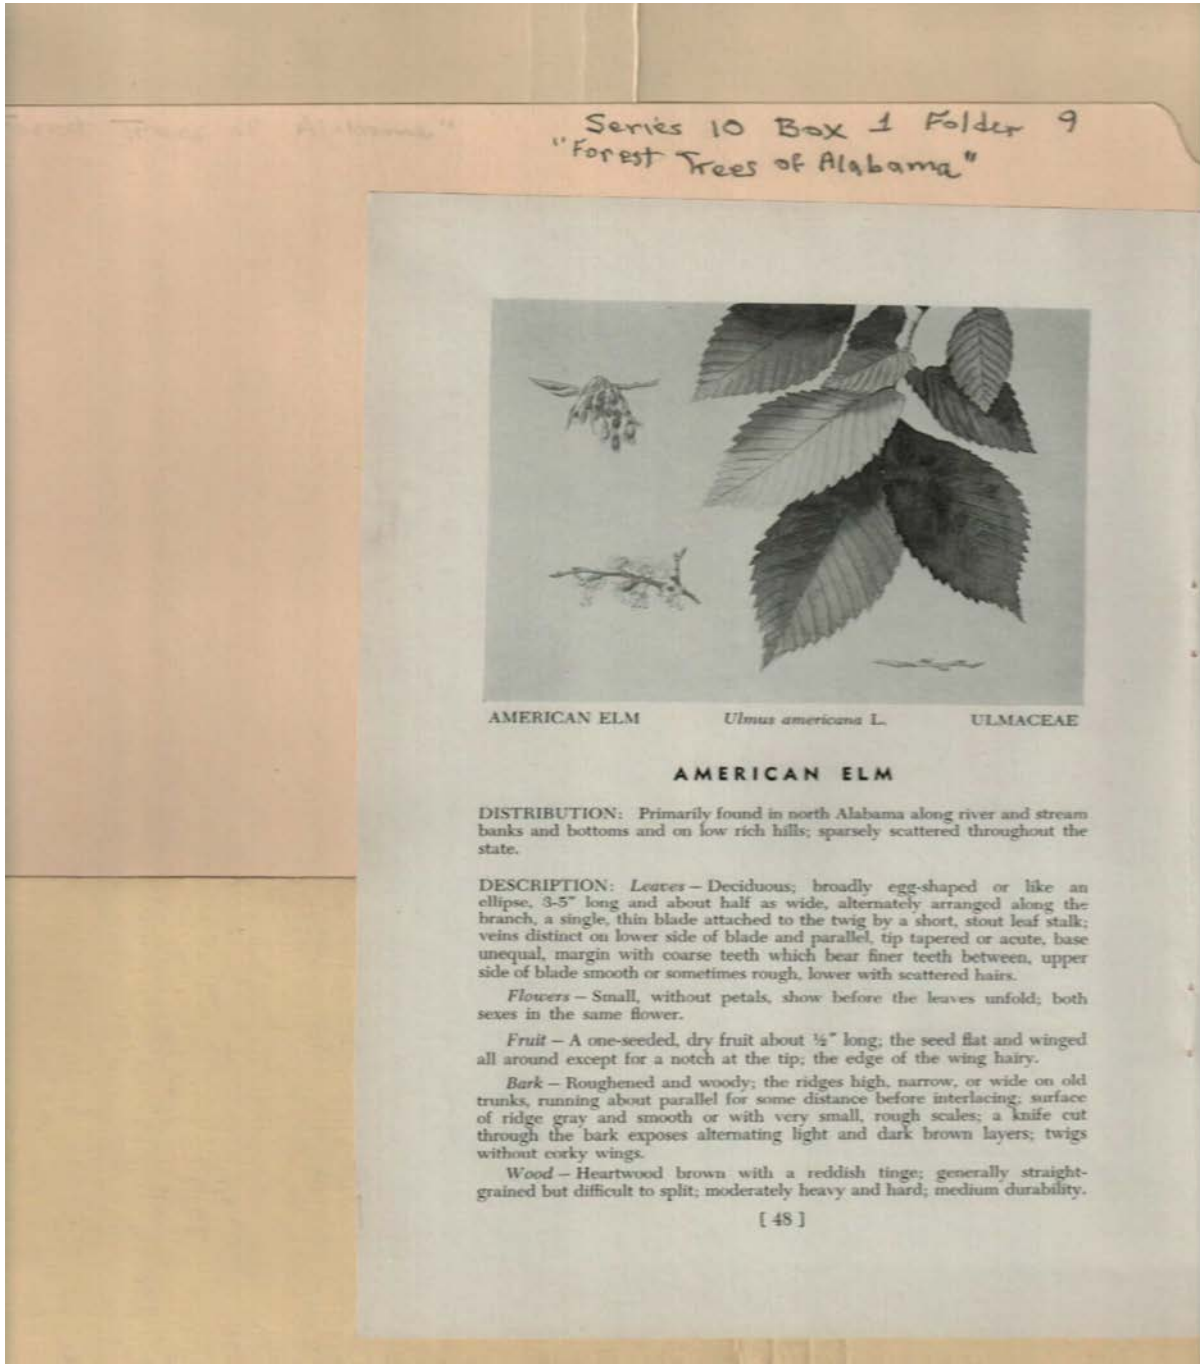 Series 10 Box 1 Folder 9
"Forest Trees of Alabama"
Forest Trees of Alabama"
AMERICAN ELM Ulmus americana L. ULMACEAE
AMERICAN ELM
DISTRIBUTION: Primarily found in north Alabama along river and stream
banks and bottoms and on low rich hills; sparsely scattered throughout the
state.
DESCRIPTION: Leaves — Deciduous; broadly egg-shaped or like an
ellipse, 3-5" long and about half as wide, alternately arranged along the
branch, a single, thin blade attached to the twig by a short, stout leaf stalk;
veins distinct on lower side of blade and parallel, tip tapered or acute, base
unequal, margin with coarse teeth which bear finer teeth between, upper
side of blade smooth or sometimes rough, lower with scattered hairs.
Flowers — Small, without petals, show before the leaves unfold; both
sexes in the same flower.
Fruit — A one-seeded, dry fruit about ½" long; the seed flat and winged
all around except for a notch at the tip; the edge of the wing hairy.
Bark — Roughened and woody; the ridges high, narrow, or wide on old
trunks, running about parallel for some distance before interlacing; surface
of ridge gray and smooth or with very small, rough scales; a knife cut
through the bark exposes alternating light and dark brown layers; twigs
without corky wings.
Wood — Heartwood brown with a reddish tinge; generally straight-
grained but difficult to split; moderately heavy and hard; medium durability.
[ 48 ]